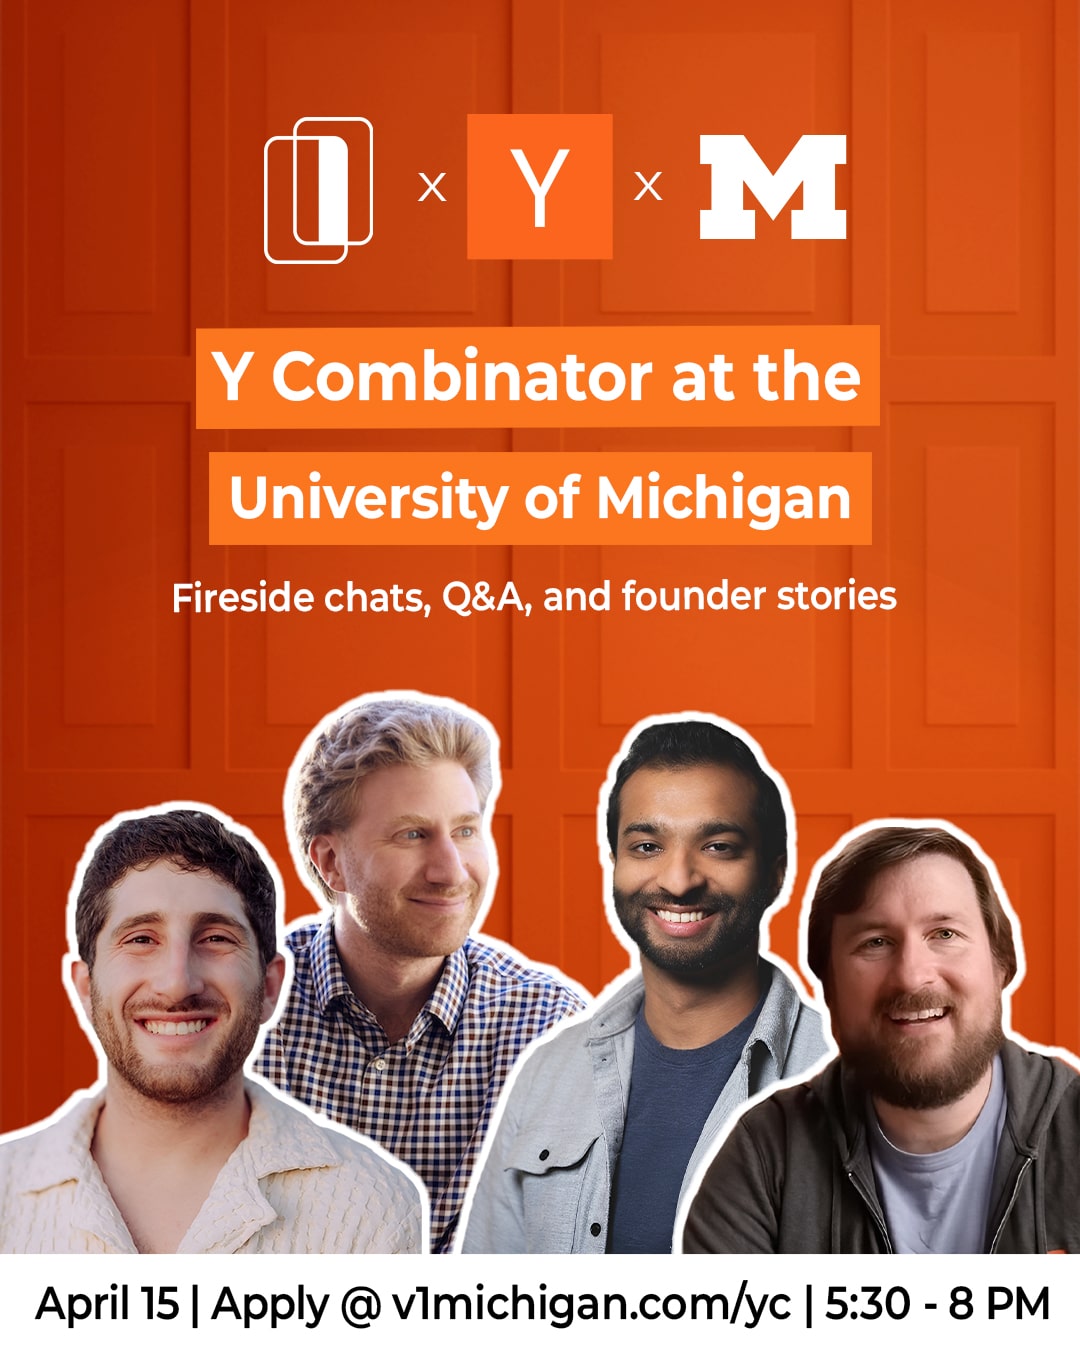 x Y x M
Y Combinator at the
University of Michigan
Fireside chats, Q&A, and founder stories
April 15 | Apply @ v1michigan.com/yc | 5:30 - 8 PM